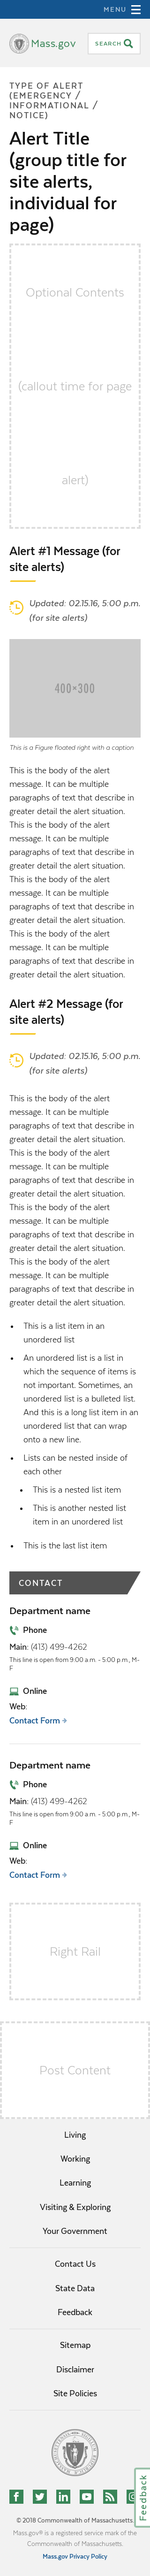 MENU
Mass.gov
SEARCH
TYPE OF ALERT
(EMERGENCY /
INFORMATIONAL /
NOTICE)
Alert Title
(group title for
site alerts,
individual for
page)
Optional Contents
(callout time for page
alert)
Alert #1 Message (for
site alerts)
Updated: 02.15.16, 5:00 p.m.
(for site alerts)
400×300
This is a Figure floated right with a caption
This is the body of the alert
message. It can be multiple
paragraphs of text that describe in
greater detail the alert situation.
This is the body of the alert
message. It can be multiple
paragraphs of text that describe in
greater detail the alert situation.
This is the body of the alert
message. It can be multiple
paragraphs of text that describe in
greater detail the alert situation.
This is the body of the alert
message. It can be multiple
paragraphs of text that describe in
greater detail the alert situation.
Alert #2 Message (for
site alerts)
Updated: 02.15.16, 5:00 p.m.
(for site alerts)
This is the body of the alert
message. It can be multiple
paragraphs of text that describe in
greater detail the alert situation.
This is the body of the alert
message. It can be multiple
paragraphs of text that describe in
greater detail the alert situation.
This is the body of the alert
message. It can be multiple
paragraphs of text that describe in
greater detail the alert situation.
This is the body of the alert
message. It can be multiple
paragraphs of text that describe in
greater detail the alert situation.
• This is a list item in an
unordered list
• An unordered list is a list in
which the sequence of items is
not important. Sometimes, an
unordered list is a bulleted list.
And this is a long list item in an
unordered list that can wrap
onto a new line.
• Lists can be nested inside of
each other
• This is a nested list item
• This is another nested list
item in an unordered list
• This is the last list item
CONTACT
Department name
Phone
Main: (413) 499-4262
This line is open from 9:00 a.m. - 5:00 p.m., M-
F
Online
Web:
Contact Form
Department name
Phone
Main: (413) 499-4262
This line is open from 9:00 a.m. - 5:00 p.m., M-
F
Online
Web:
Contact Form
Right Rail
Post Content
Living
Working
Learning
Visiting & Exploring
Your Government
Contact Us
State Data
Feedback
Sitemap
Disclaimer
Site Policies
Feedback
© 2018 Commonwealth of Massachusetts.
Mass.gov® is a registered service mark of the
Commonwealth of Massachusetts.
Mass.gov Privacy Policy